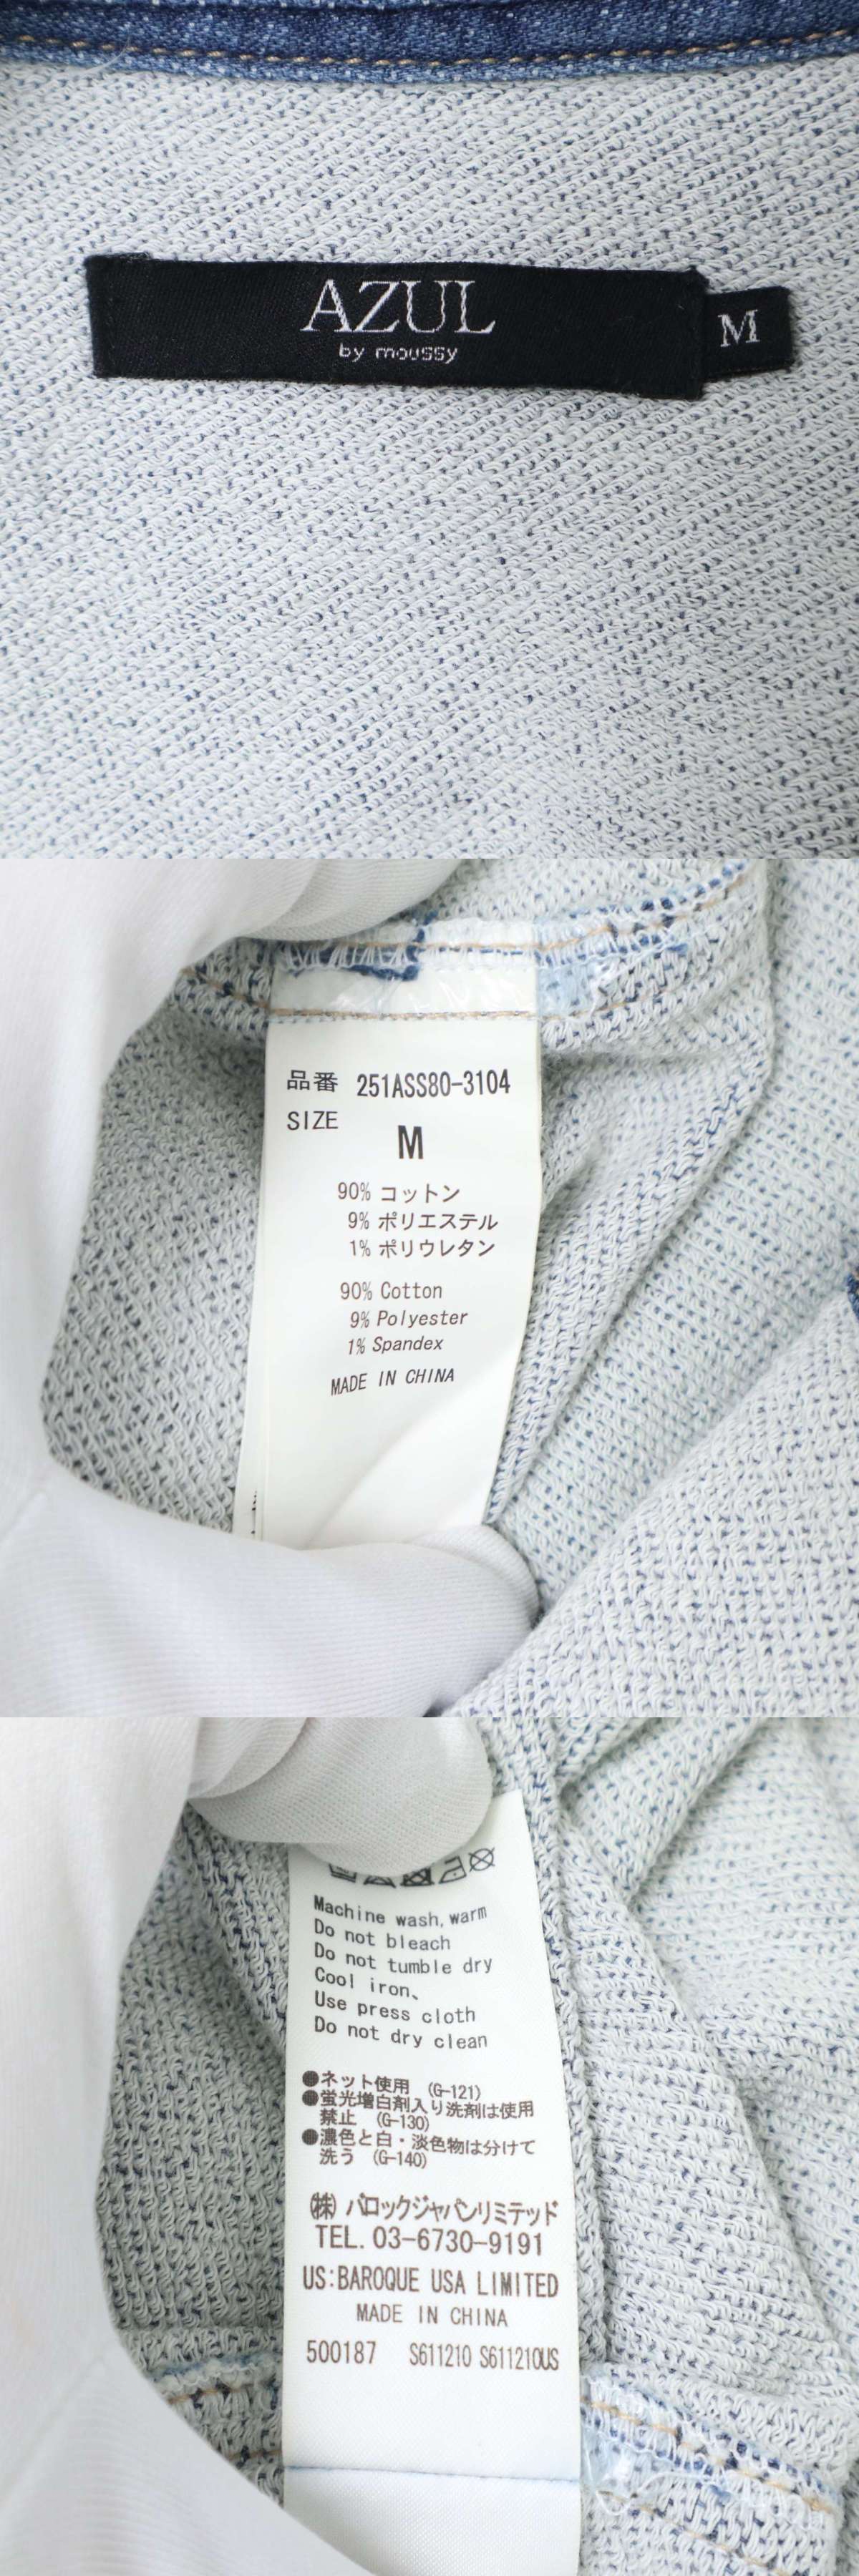 AZUL
by moussy
M
品番 251ASS80-3104
SIZE
M
90% コットン
9% ポリエステル
1% ポリウレタン
90% Cotton
9% Polyester
1% Spandex
MADE IN CHINA
Machine wash, warm
Do not bleach
Do not tumble dry
Cool iron、
Use press cloth
Do not dry clean
●ネット使用 (G-121)
●蛍光増白剤入り洗剤は使用
禁止 (G-130)
●濃色と白・淡色物は分けて
洗う (G-140)
㈱ バロックジャパンリミテッド
TEL. 03-6730-9191
US:BAROQUE USA LIMITED
MADE IN CHINA
500187 S611210 S611210US